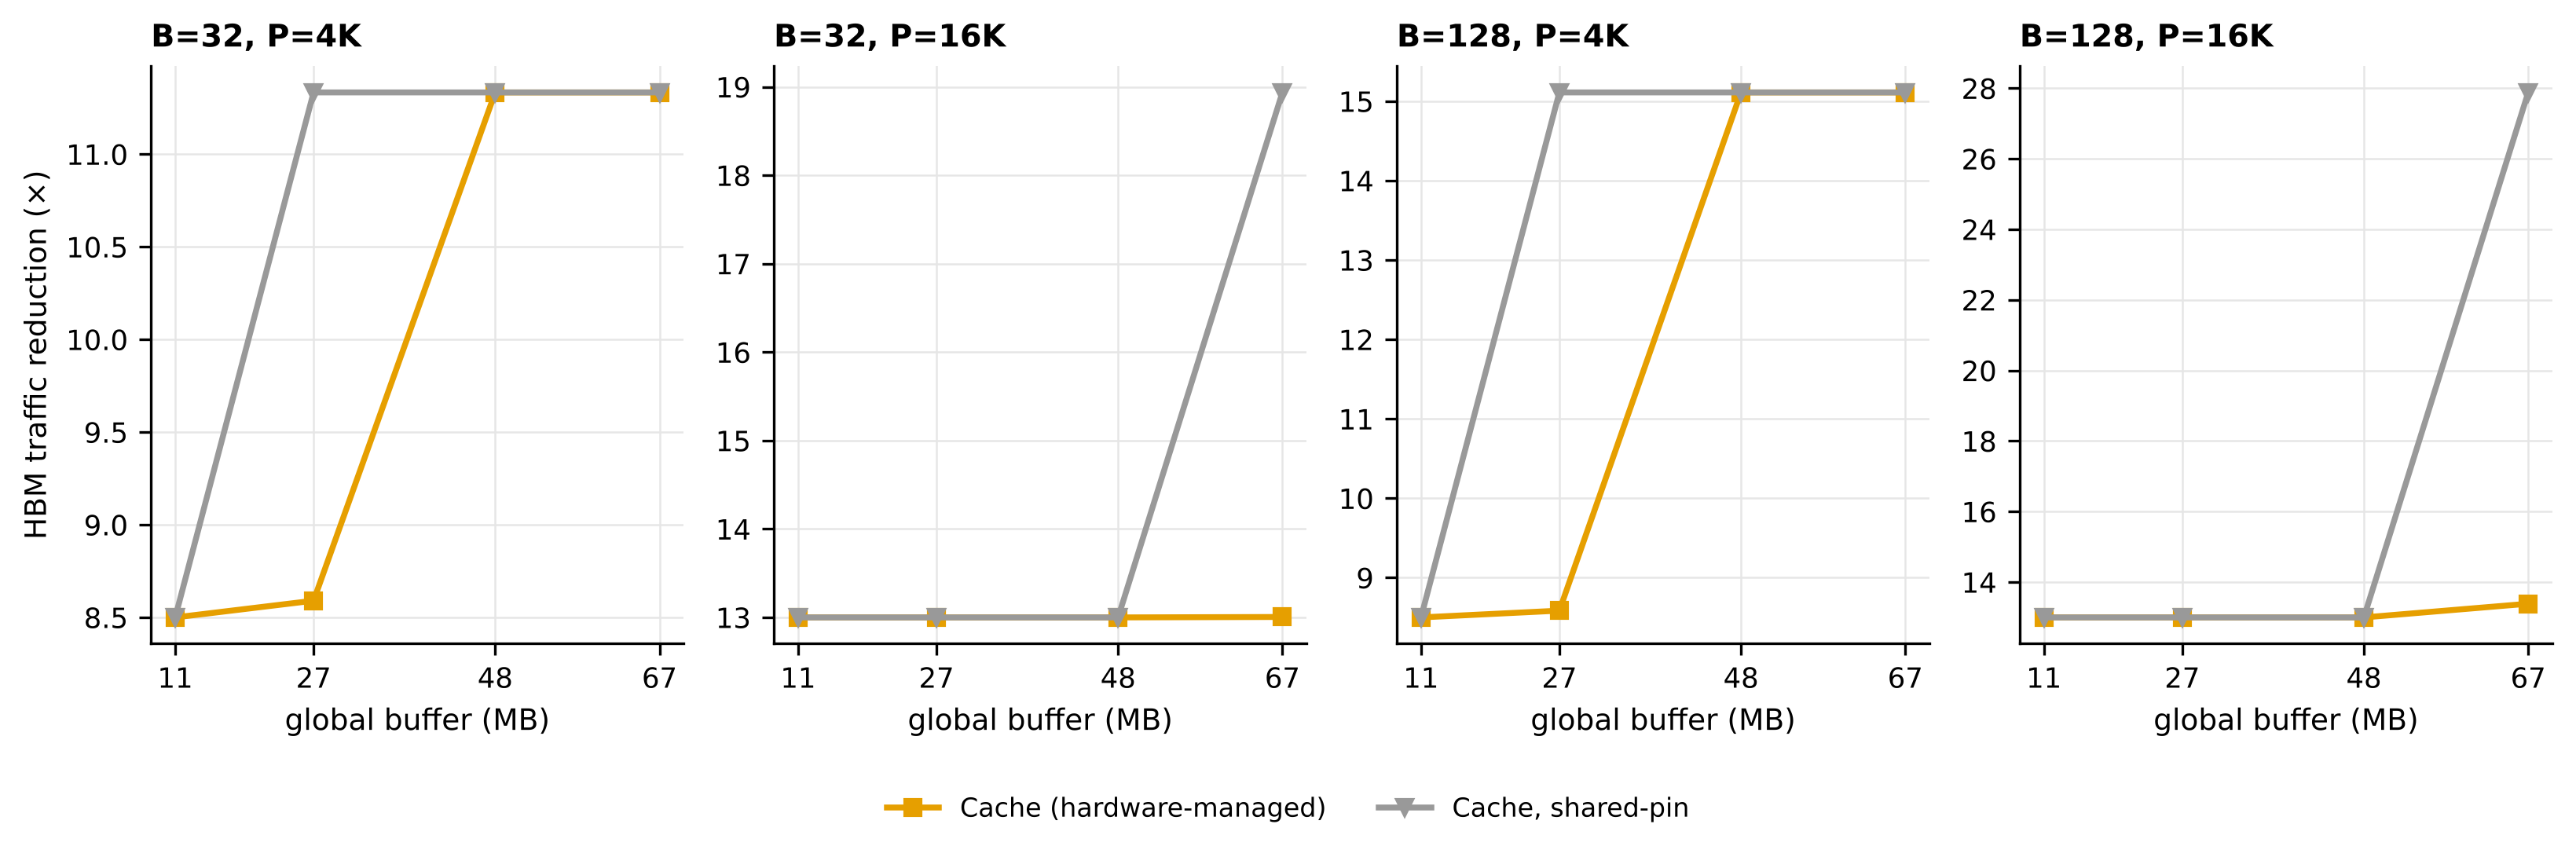 B=32, P=4K
B=32, P=16K
B=128, P=4K
B=128, P=16K
HBM traffic reduction (×)
11.0
10.5
10.0
9.5
9.0
8.5
11 27 48 67
global buffer (MB)
19
18
17
16
15
14
13
11 27 48 67
global buffer (MB)
15
14
13
12
11
10
9
11 27 48 67
global buffer (MB)
28
26
24
22
20
18
16
14
11 27 48 67
global buffer (MB)
Cache (hardware-managed)
Cache, shared-pin